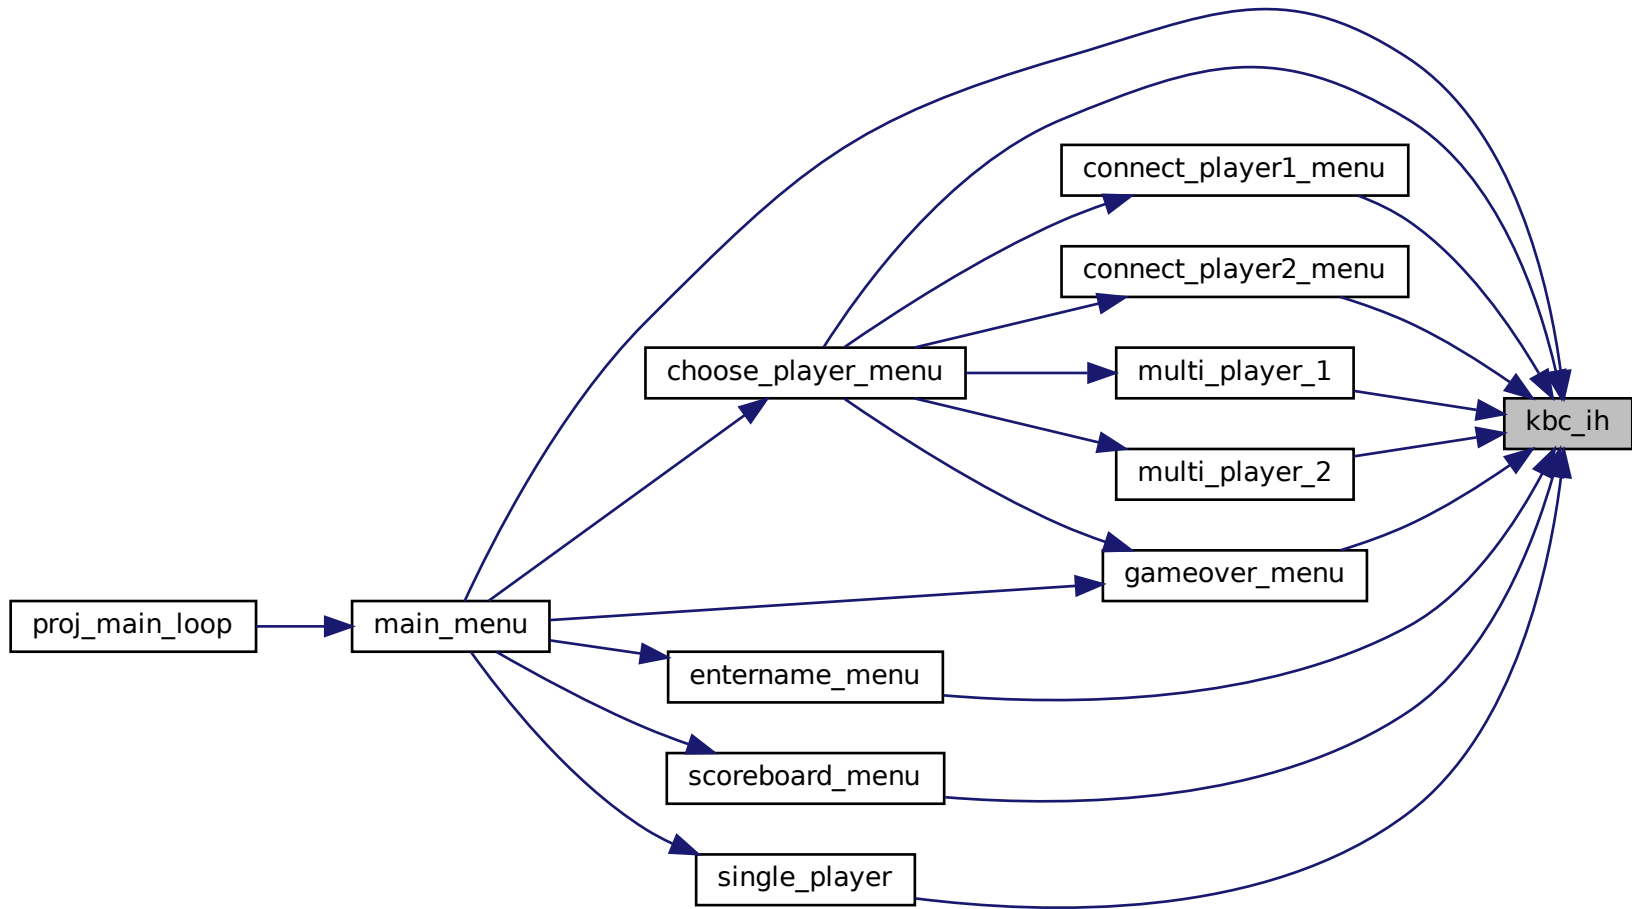 connect_player1_menu
connect_player2_menu
choose_player_menu
multi_player_1
kbc_ih
multi_player_2
gameover_menu
proj_main_loop
main_menu
entername_menu
scoreboard_menu
single_player